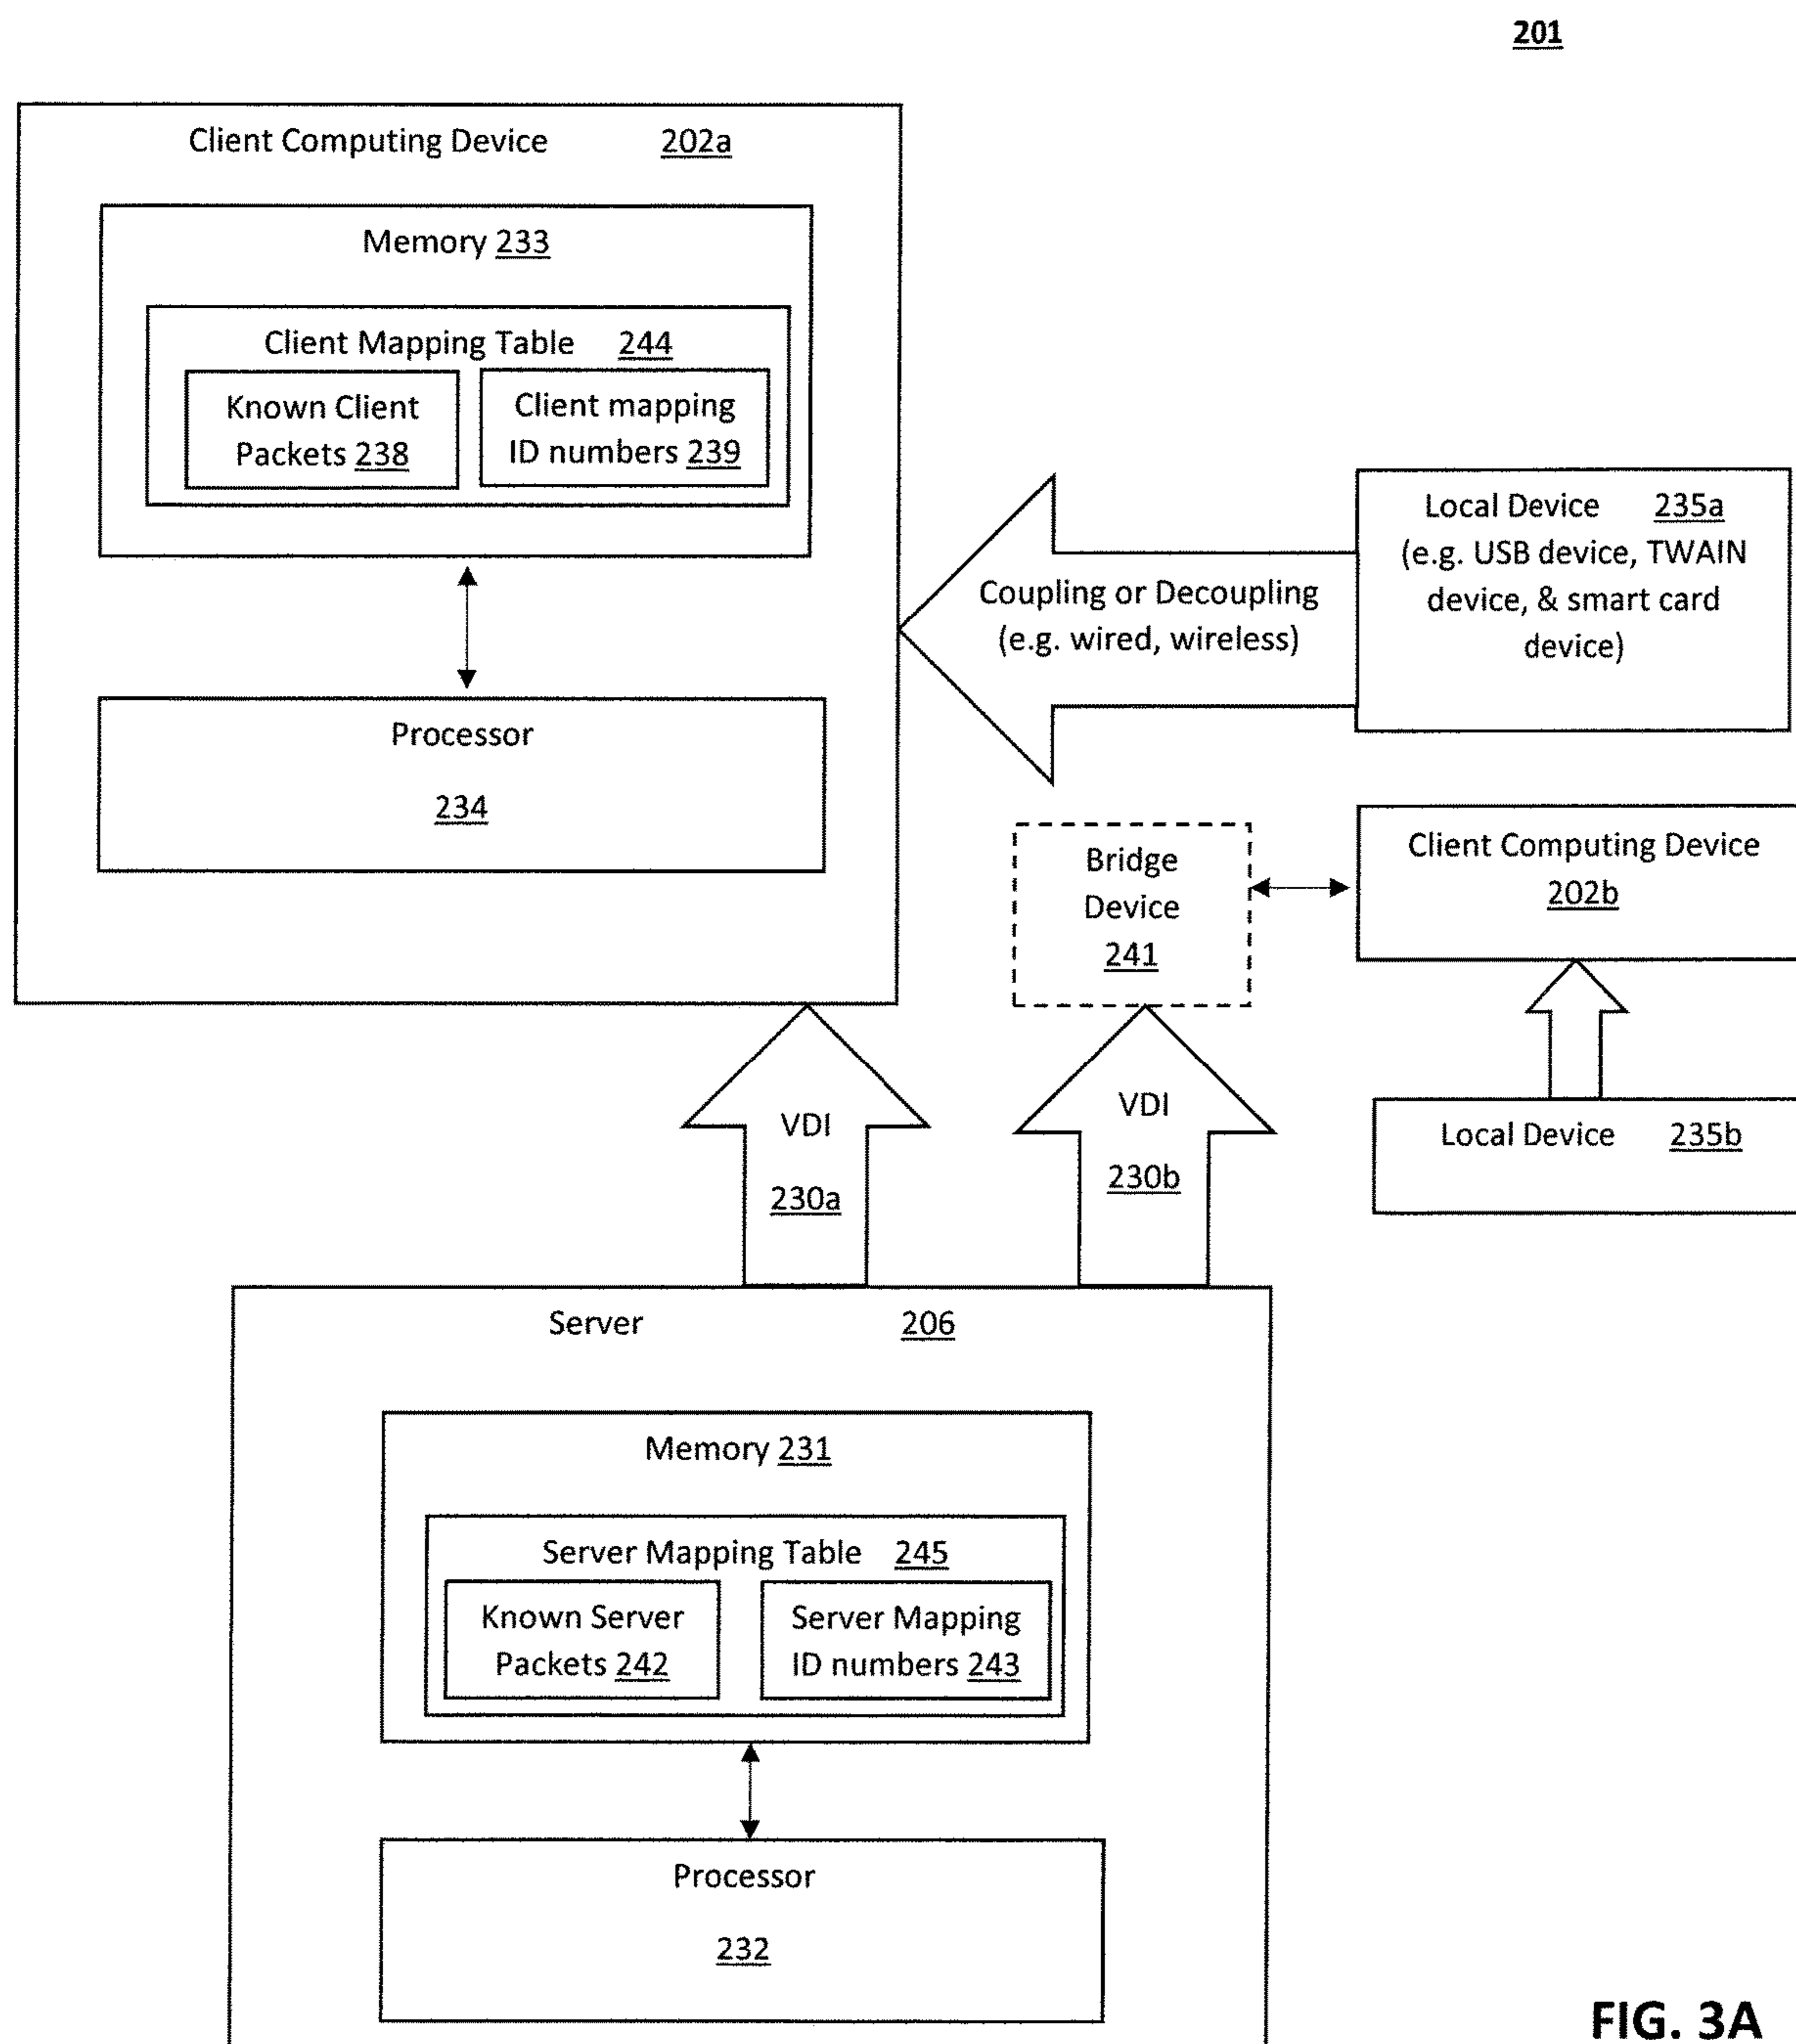 201
Client Computing Device 202a
Memory 233
Client Mapping Table 244
Known Client
Packets 238
Client mapping
ID numbers 239
Processor
234
Coupling or Decoupling
(e.g. wired, wireless)
Local Device 235a
(e.g. USB device, TWAIN
device, & smart card
device)
Bridge
Device
241
Client Computing Device
202b
Local Device 235b
VDI
230a
VDI
230b
Server 206
Memory 231
Server Mapping Table 245
Known Server
Packets 242
Server Mapping
ID numbers 243
Processor
232
FIG. 3A